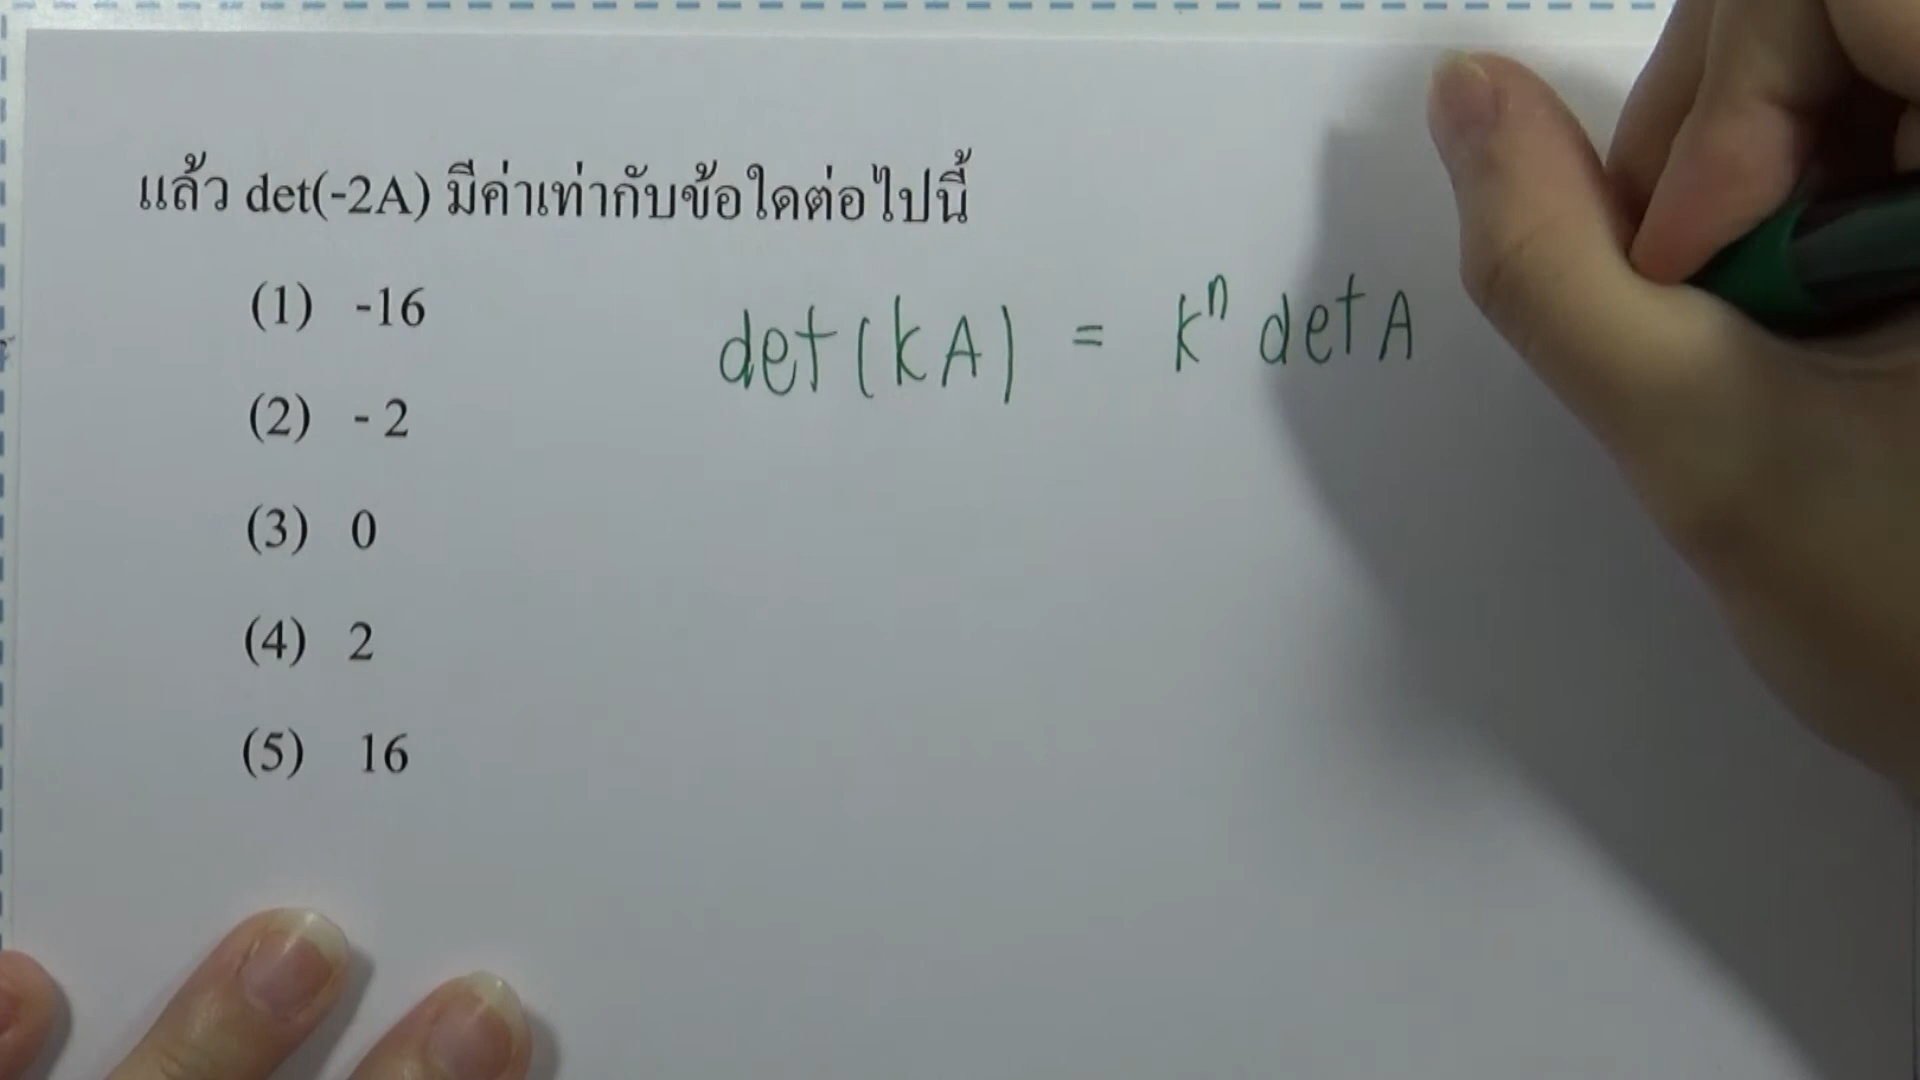 แล้ว det(-2A) มีค่าเท่ากับข้อใดต่อไปนี้
(1) -16
det(kA) = kⁿ det A
(2) - 2
(3) 0
(4) 2
(5) 16